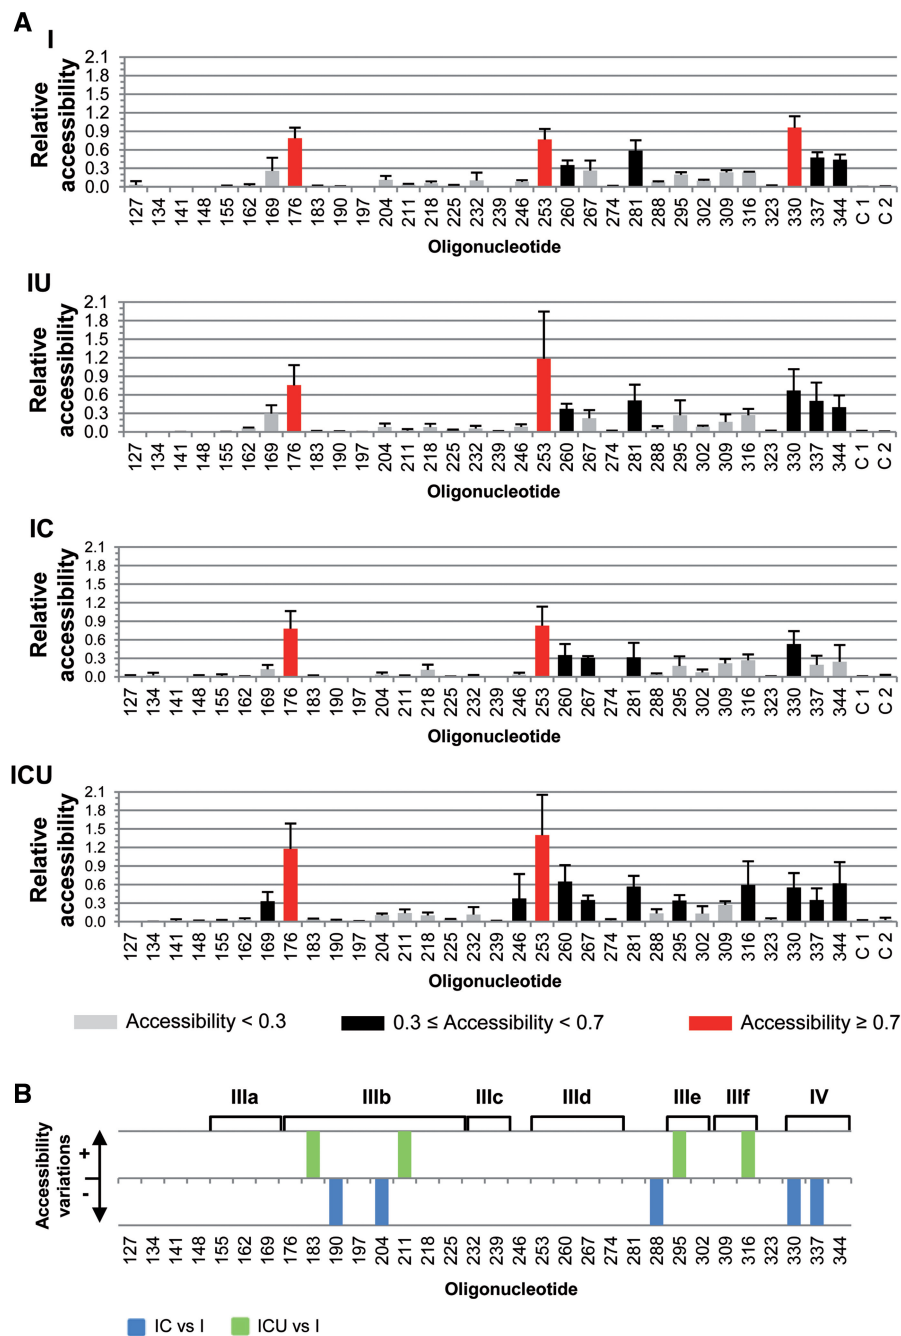 A
I
Relative accessibility
2.1
1.8
1.5
1.2
0.9
0.6
0.3
0.0
127 134 141 148 155 162 169 176 183 190 197 204 211 218 225 232 239 246 253 260 267 274 281 288 295 302 309 316 323 330 337 344 C 1 C 2
Oligonucleotide
IU
Relative accessibility
2.1
1.8
1.5
1.2
0.9
0.6
0.3
0.0
127 134 141 148 155 162 169 176 183 190 197 204 211 218 225 232 239 246 253 260 267 274 281 288 295 302 309 316 323 330 337 344 C 1 C 2
Oligonucleotide
IC
Relative accessibility
2.1
1.8
1.5
1.2
0.9
0.6
0.3
0.0
127 134 141 148 155 162 169 176 183 190 197 204 211 218 225 232 239 246 253 260 267 274 281 288 295 302 309 316 323 330 337 344 C 1 C 2
Oligonucleotide
ICU
Relative accessibility
2.1
1.8
1.5
1.2
0.9
0.6
0.3
0.0
127 134 141 148 155 162 169 176 183 190 197 204 211 218 225 232 239 246 253 260 267 274 281 288 295 302 309 316 323 330 337 344 C 1 C 2
Oligonucleotide
Accessibility < 0.3 0.3 ≤ Accessibility < 0.7 Accessibility ≥ 0.7
B
IIIa IIIb IIIc IIId IIIe IIIf IV
Accessibility variations
+
-
127 134 141 148 155 162 169 176 183 190 197 204 211 218 225 232 239 246 253 260 267 274 281 288 295 302 309 316 323 330 337 344
Oligonucleotide
IC vs I ICU vs I